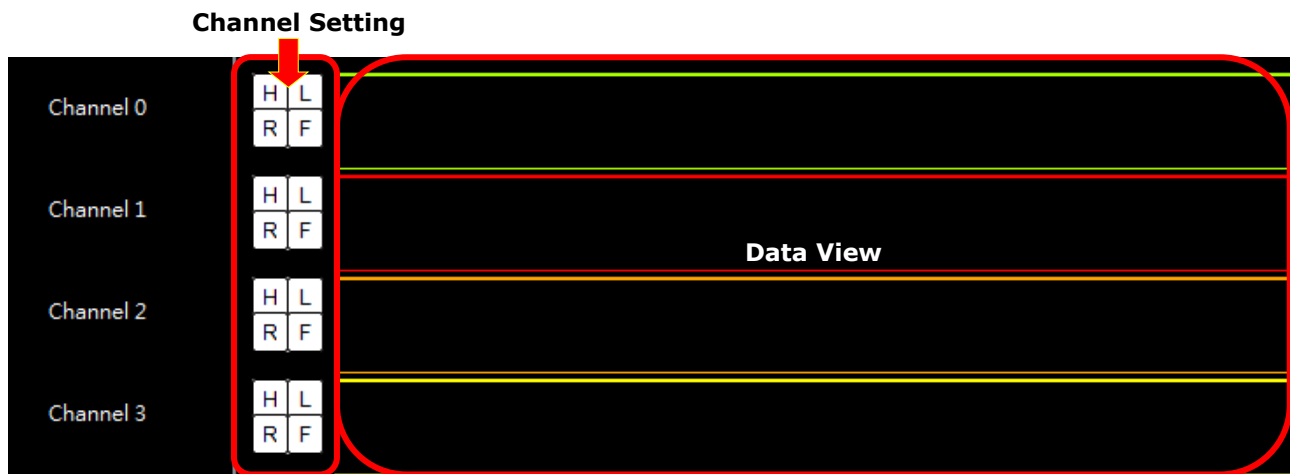 Channel Setting
Channel 0
H L
R F
Channel 1
H L
R F
Data View
Channel 2
H L
R F
Channel 3
H L
R F